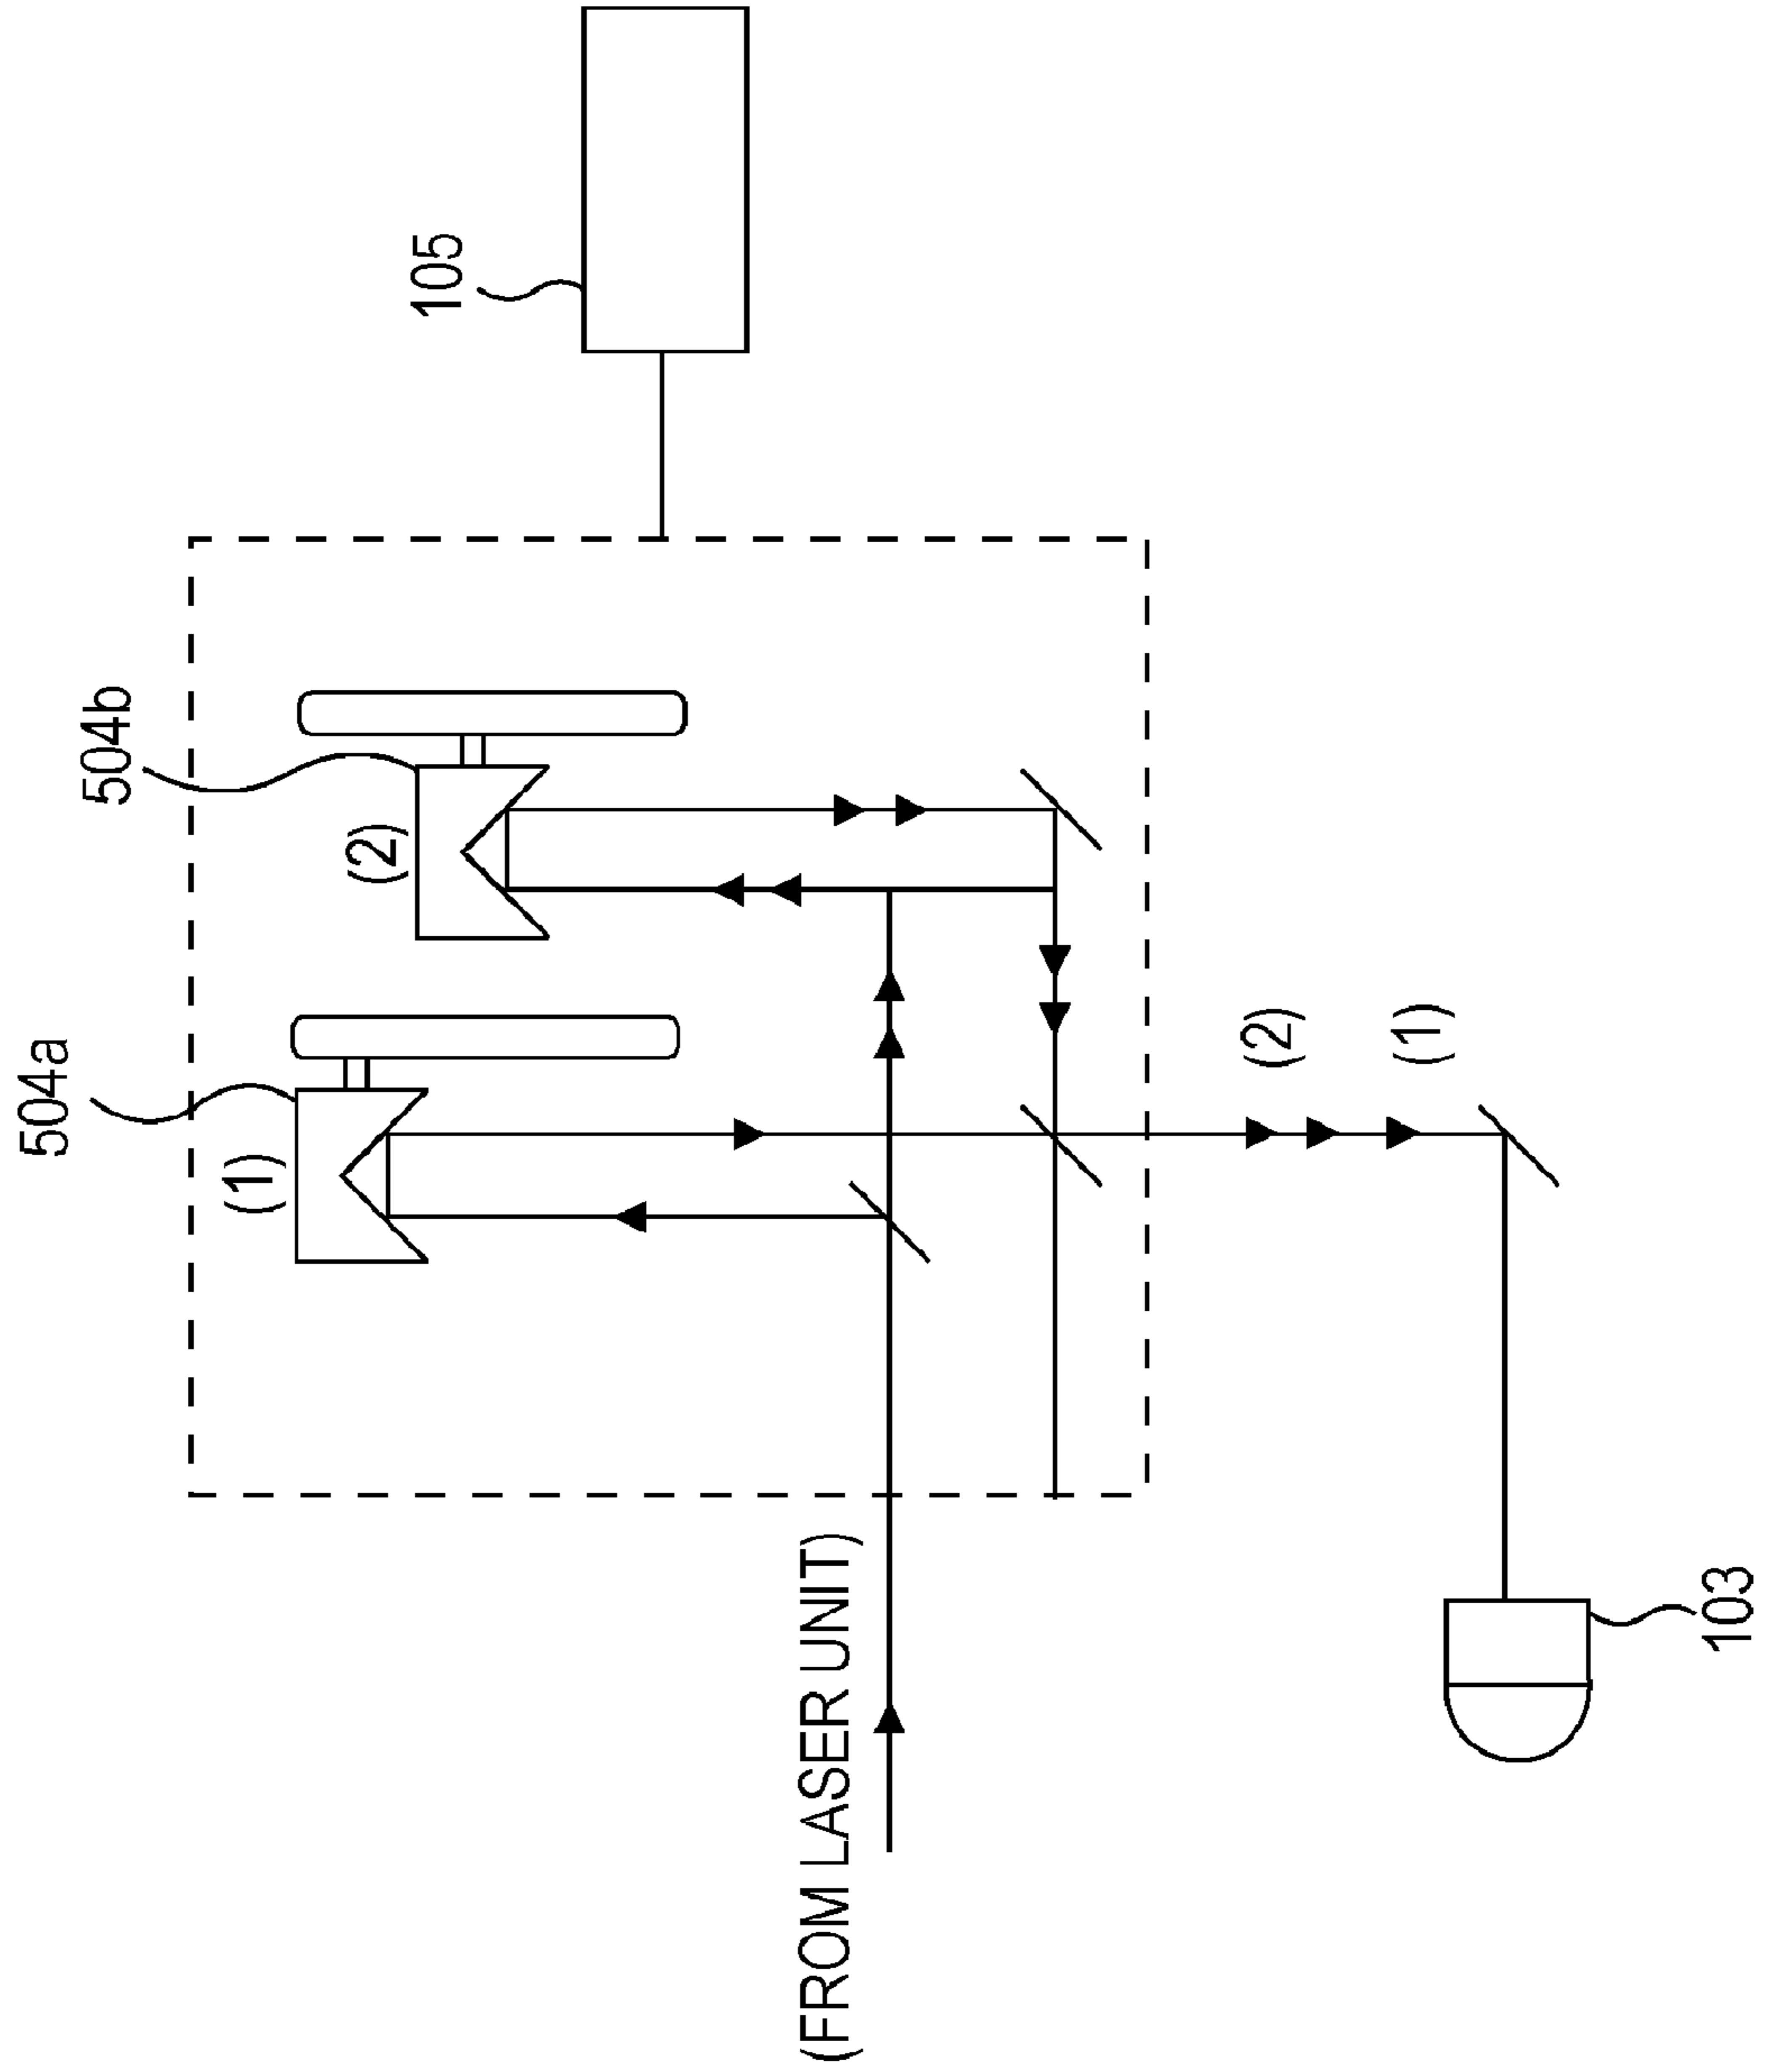 504a
504b
105
(1)
(2)
(2)
(1)
(FROM LASER UNIT)
103